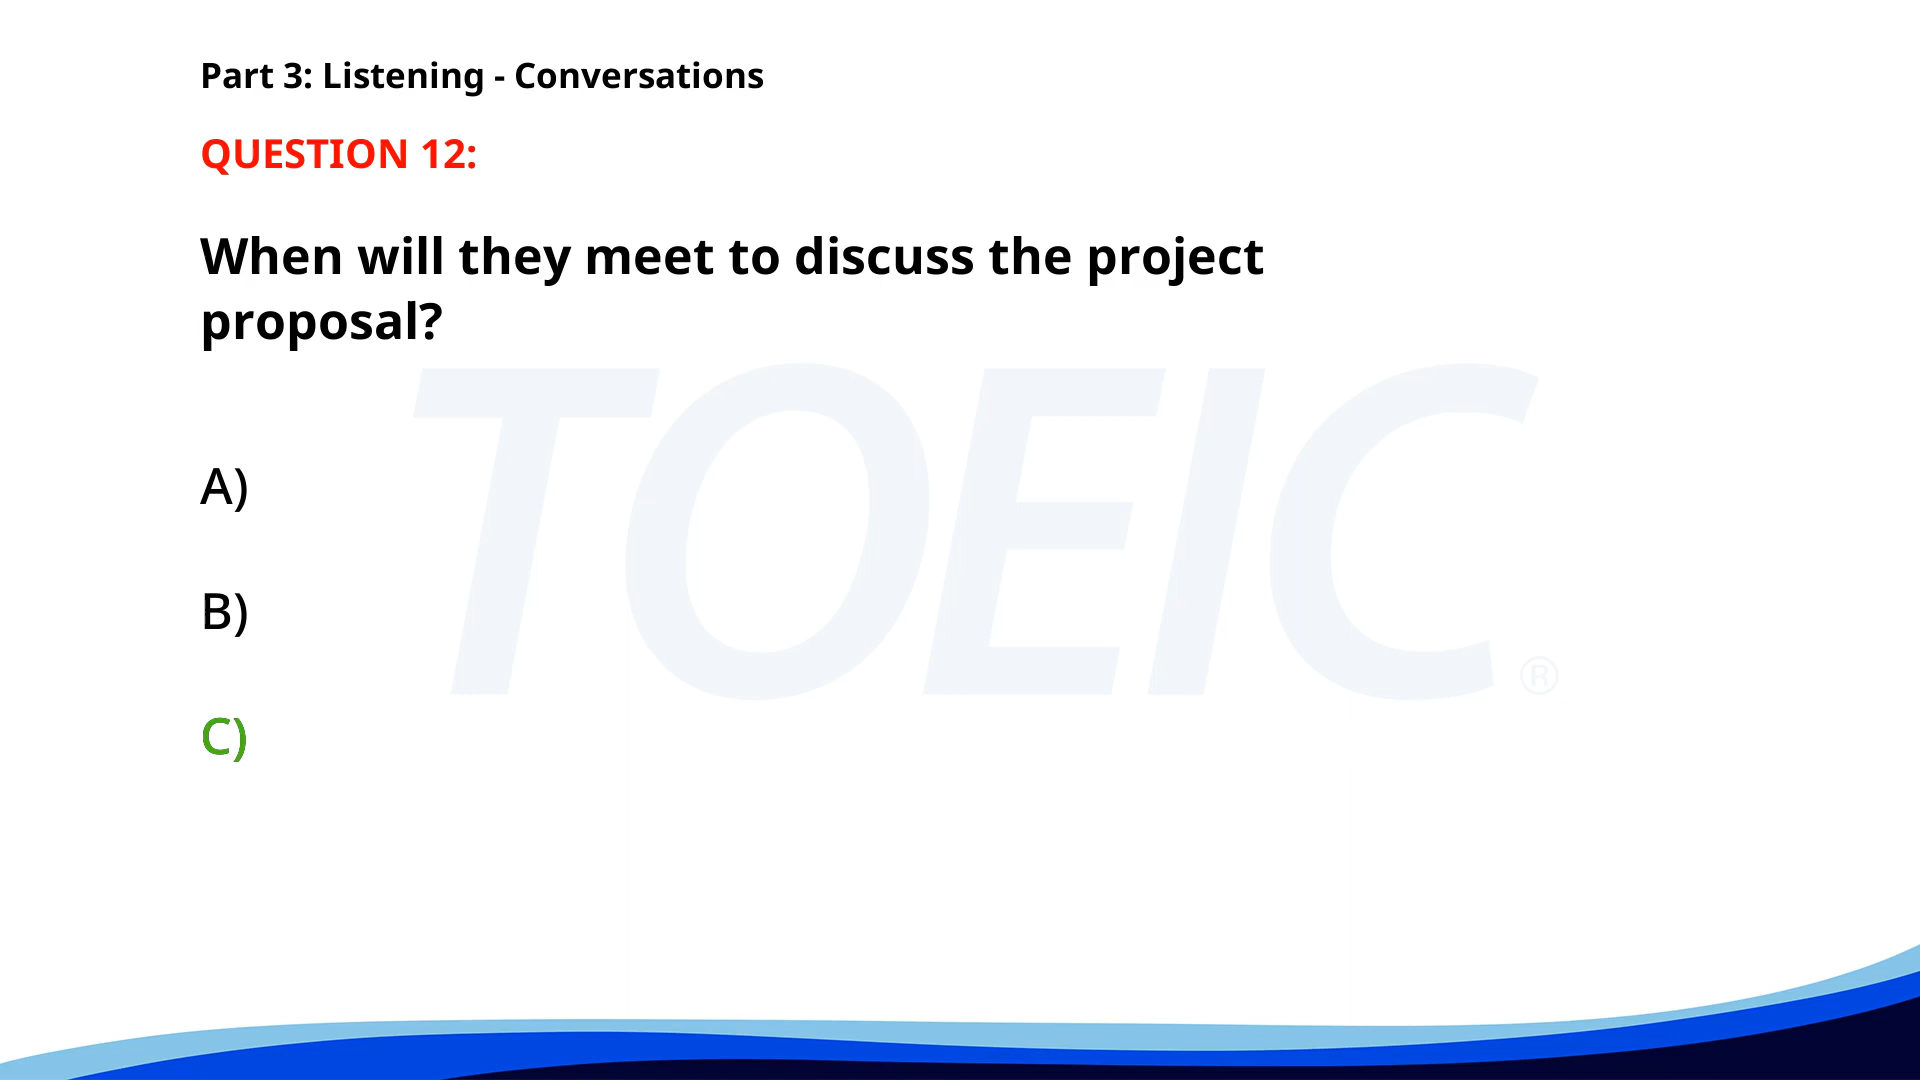 Part 3: Listening - Conversations
QUESTION 12:
When will they meet to discuss the project
proposal?
TOEIC®
A)
B)
C)